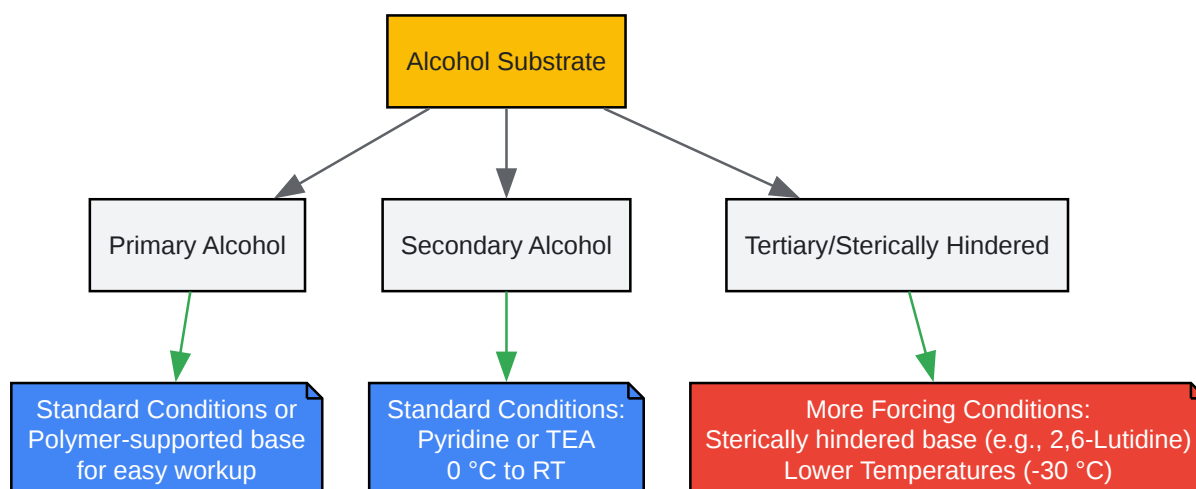 Alcohol Substrate
Primary Alcohol
Secondary Alcohol
Tertiary/Sterically Hindered
Standard Conditions or
Polymer-supported base
for easy workup
Standard Conditions:
Pyridine or TEA
0 °C to RT
More Forcing Conditions:
Sterically hindered base (e.g., 2,6-Lutidine)
Lower Temperatures (-30 °C)